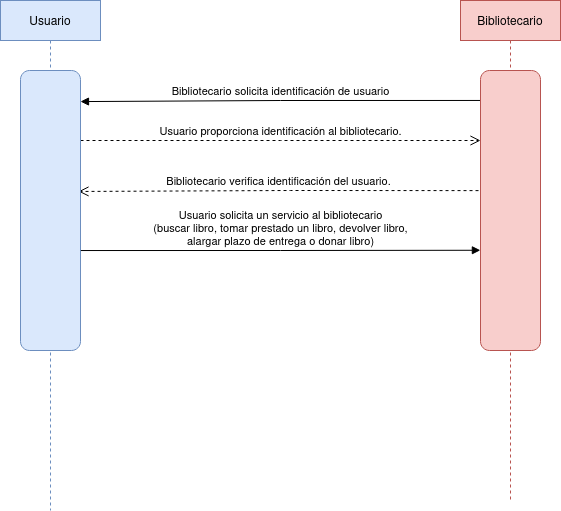 Usuario
Bibliotecario
Bibliotecario solicita identificación de usuario
Usuario proporciona identificación al bibliotecario.
Bibliotecario verifica identificación del usuario.
Usuario solicita un servicio al bibliotecario
(buscar libro, tomar prestado un libro, devolver libro,
alargar plazo de entrega o donar libro)